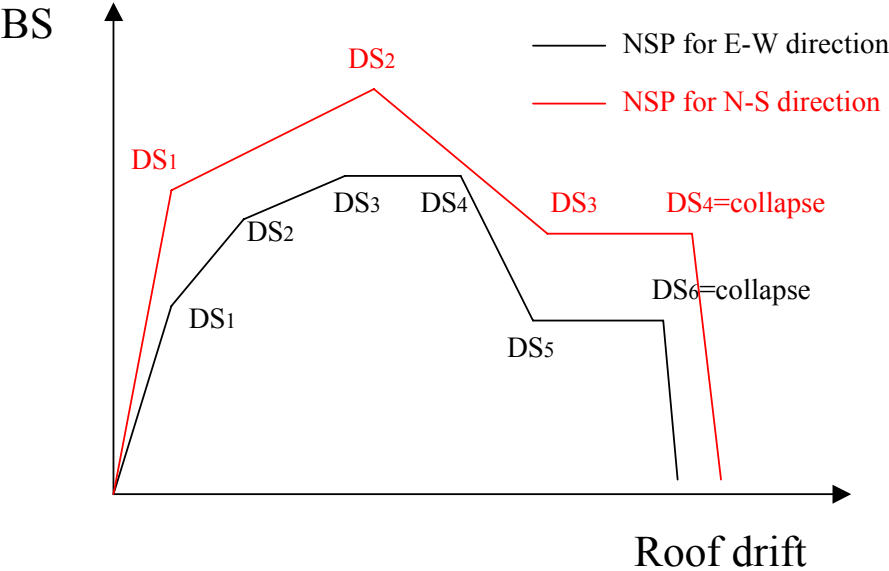 BS
NSP for E-W direction
DS2
NSP for N-S direction
DS1
DS3
DS4
DS3
DS4=collapse
DS2
DS6=collapse
DS1
DS5
Roof drift